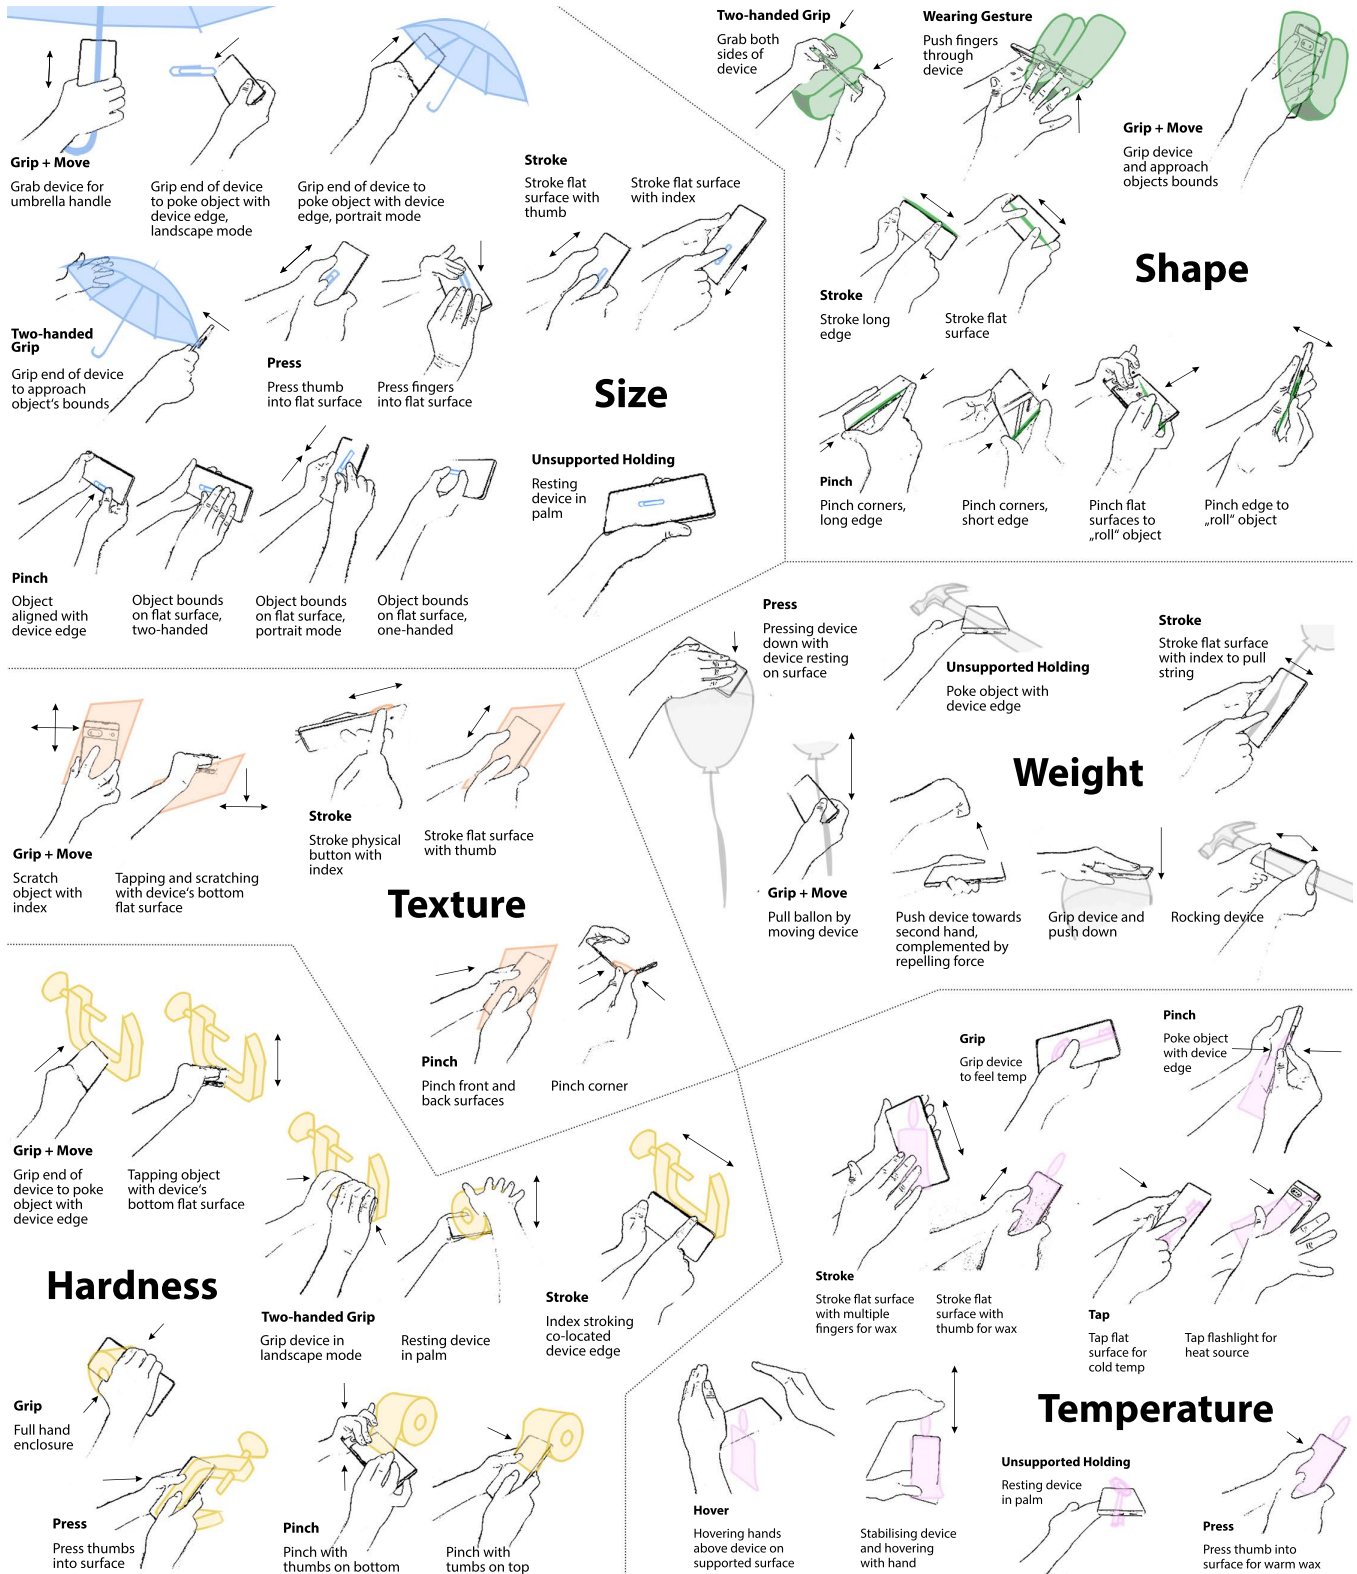 Grip + Move
Grab device for
umbrella handle
Grip end of device
to poke object with
device edge,
landscape mode
Grip end of device to
poke object with device
edge, portrait mode
Stroke
Stroke flat
surface with
thumb
Stroke flat surface
with index
Two-handed
Grip
Grip end of device
to approach
object's bounds
Press
Press thumb
into flat surface
Press fingers
into flat surface
Size
Pinch
Object
aligned with
device edge
Object bounds
on flat surface,
two-handed
Object bounds
on flat surface,
portrait mode
Object bounds
on flat surface,
one-handed
Unsupported Holding
Resting
device in
palm
Two-handed Grip
Grab both
sides of
device
Wearing Gesture
Push fingers
through
device
Grip + Move
Grip device
and approach
objects bounds
Shape
Stroke
Stroke long
edge
Stroke flat
surface
Pinch
Pinch corners,
long edge
Pinch corners,
short edge
Pinch flat
surfaces to
„roll“ object
Pinch edge to
„roll“ object
Press
Pressing device
down with
device resting
on surface
Unsupported Holding
Poke object with
device edge
Stroke
Stroke flat surface
with index to pull
string
Weight
Grip + Move
Pull ballon by
moving device
Push device towards
second hand,
complemented by
repelling force
Grip device and
push down
Rocking device
Grip + Move
Scratch
object with
index
Tapping and scratching
with device's bottom
flat surface
Stroke
Stroke physical
button with
index
Stroke flat surface
with thumb
Texture
Pinch
Pinch front and
back surfaces
Pinch corner
Grip + Move
Grip end of
device to poke
object with
device edge
Tapping object
with device's
bottom flat surface
Hardness
Two-handed Grip
Grip device in
landscape mode
Resting device
in palm
Stroke
Index stroking
co-located
device edge
Grip
Full hand
enclosure
Press
Press thumbs
into surface
Pinch
Pinch with
thumbs on bottom
Pinch with
tumbs on top
Grip
Grip device
to feel temp
Pinch
Poke object
with device
edge
Stroke
Stroke flat surface
with multiple
fingers for wax
Stroke flat
surface with
thumb for wax
Tap
Tap flat
surface for
cold temp
Tap flashlight for
heat source
Temperature
Hover
Hovering hands
above device on
supported surface
Stabilising device
and hovering
with hand
Unsupported Holding
Resting device
in palm
Press
Press thumb into
surface for warm wax